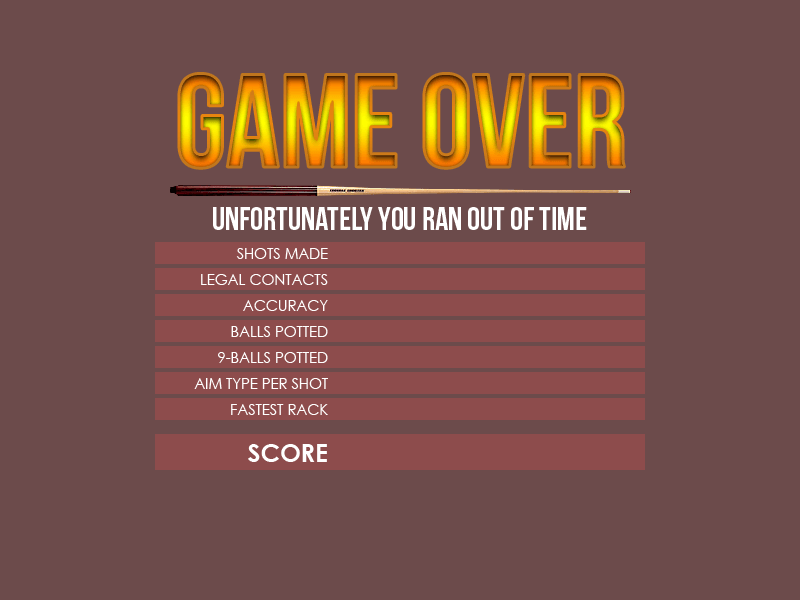 GAME OVER
UNFORTUNATELY YOU RAN OUT OF TIME
SHOTS MADE
LEGAL CONTACTS
ACCURACY
BALLS POTTED
9-BALLS POTTED
AIM TYPE PER SHOT
FASTEST RACK
SCORE